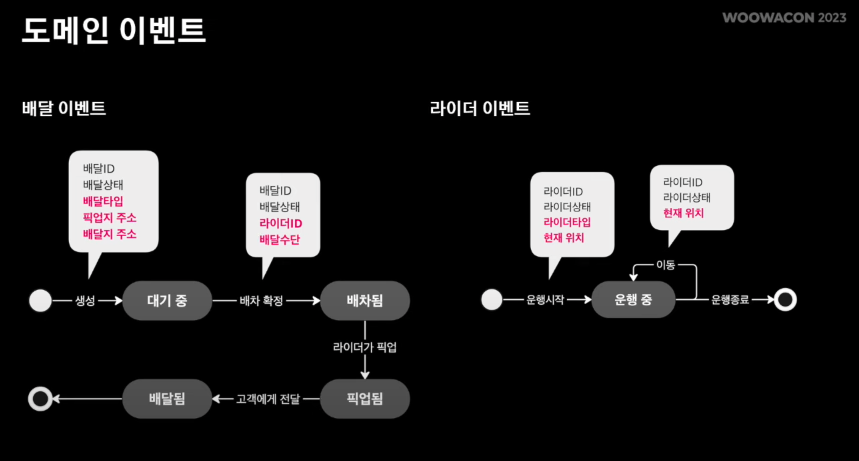 도메인 이벤트
WOOWACON 2023
배달 이벤트
배달ID
배달상태
배달타입
픽업지 주소
배달지 주소
배달ID
배달상태
라이더ID
배달수단
생성
대기 중
배차 확정
배차됨
라이더가 픽업
배달됨
고객에게 전달
픽업됨
라이더 이벤트
라이더ID
라이더상태
라이더타입
현재 위치
라이더ID
라이더상태
현재 위치
이동
운행시작
운행 중
운행종료